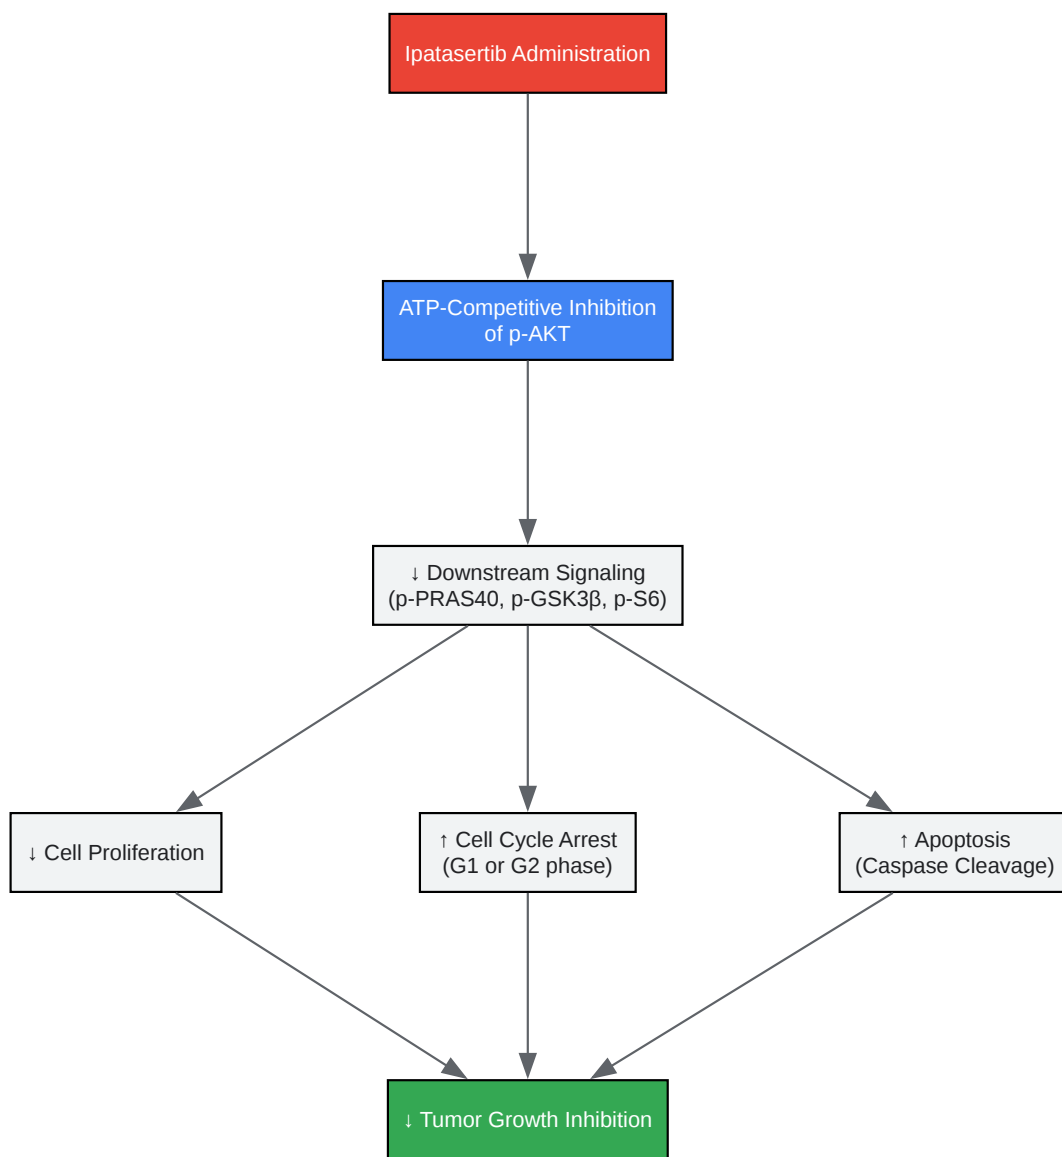 Ipatasertib Administration
ATP-Competitive Inhibition
of p-AKT
↓ Downstream Signaling
(p-PRAS40, p-GSK3β, p-S6)
↓ Cell Proliferation
↑ Cell Cycle Arrest
(G1 or G2 phase)
↑ Apoptosis
(Caspase Cleavage)
↓ Tumor Growth Inhibition